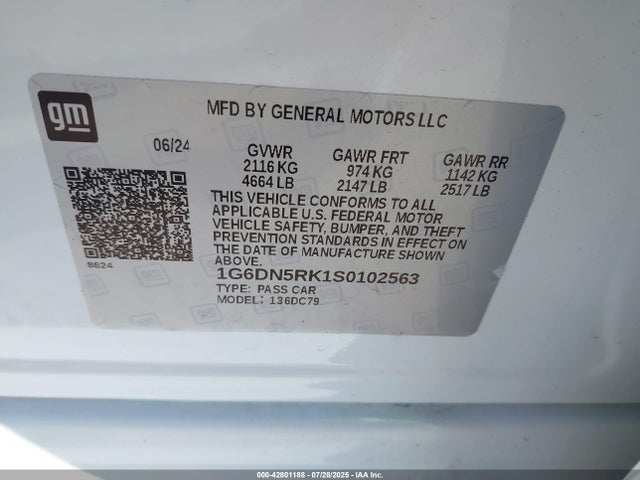 gm
MFD BY GENERAL MOTORS LLC
06/24
GVWR GAWR FRT GAWR RR
2116 KG 974 KG 1142 KG
4664 LB 2147 LB 2517 LB
THIS VEHICLE CONFORMS TO ALL
APPLICABLE U.S. FEDERAL MOTOR
VEHICLE SAFETY, BUMPER, AND THEFT
PREVENTION STANDARDS IN EFFECT ON
THE DATE OF MANUFACTURE SHOWN
ABOVE.
8624
1G6DN5RK1S0102563
TYPE: PASS CAR
MODEL: 136DC79
000-42801188 - 07/28/2025 - IAA Inc.